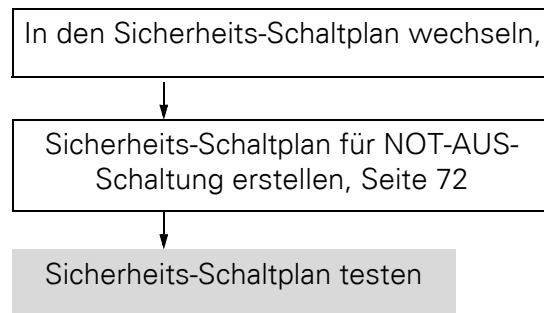 In den Sicherheits-Schaltplan wechseln,
Sicherheits-Schaltplan für NOT-AUS-
Schaltung erstellen, Seite 72
Sicherheits-Schaltplan testen